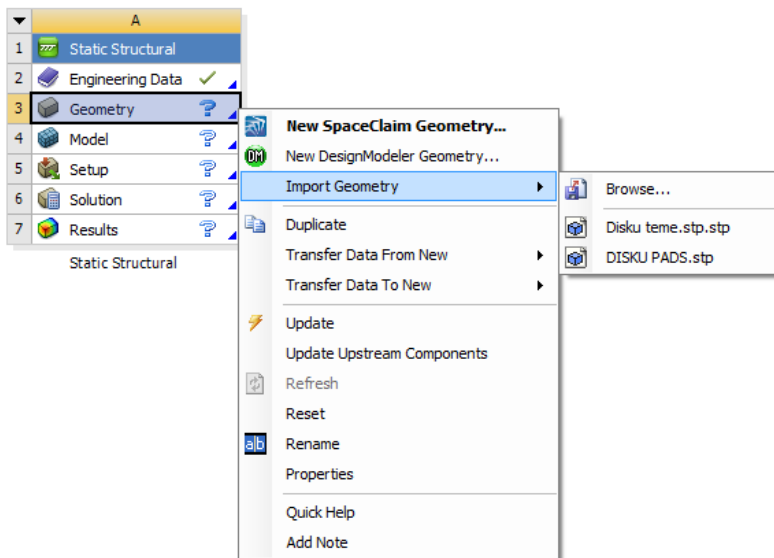 A
1 Static Structural
2 Engineering Data
3 Geometry ?
4 Model ?
5 Setup ?
6 Solution ?
7 Results ?
Static Structural
New SpaceClaim Geometry...
DM New DesignModeler Geometry...
Import Geometry
Duplicate
Transfer Data From New
Transfer Data To New
Update
Update Upstream Components
Refresh
Reset
a|b Rename
Properties
Quick Help
Add Note
Browse...
Disku teme.stp.stp
DISKU PADS.stp